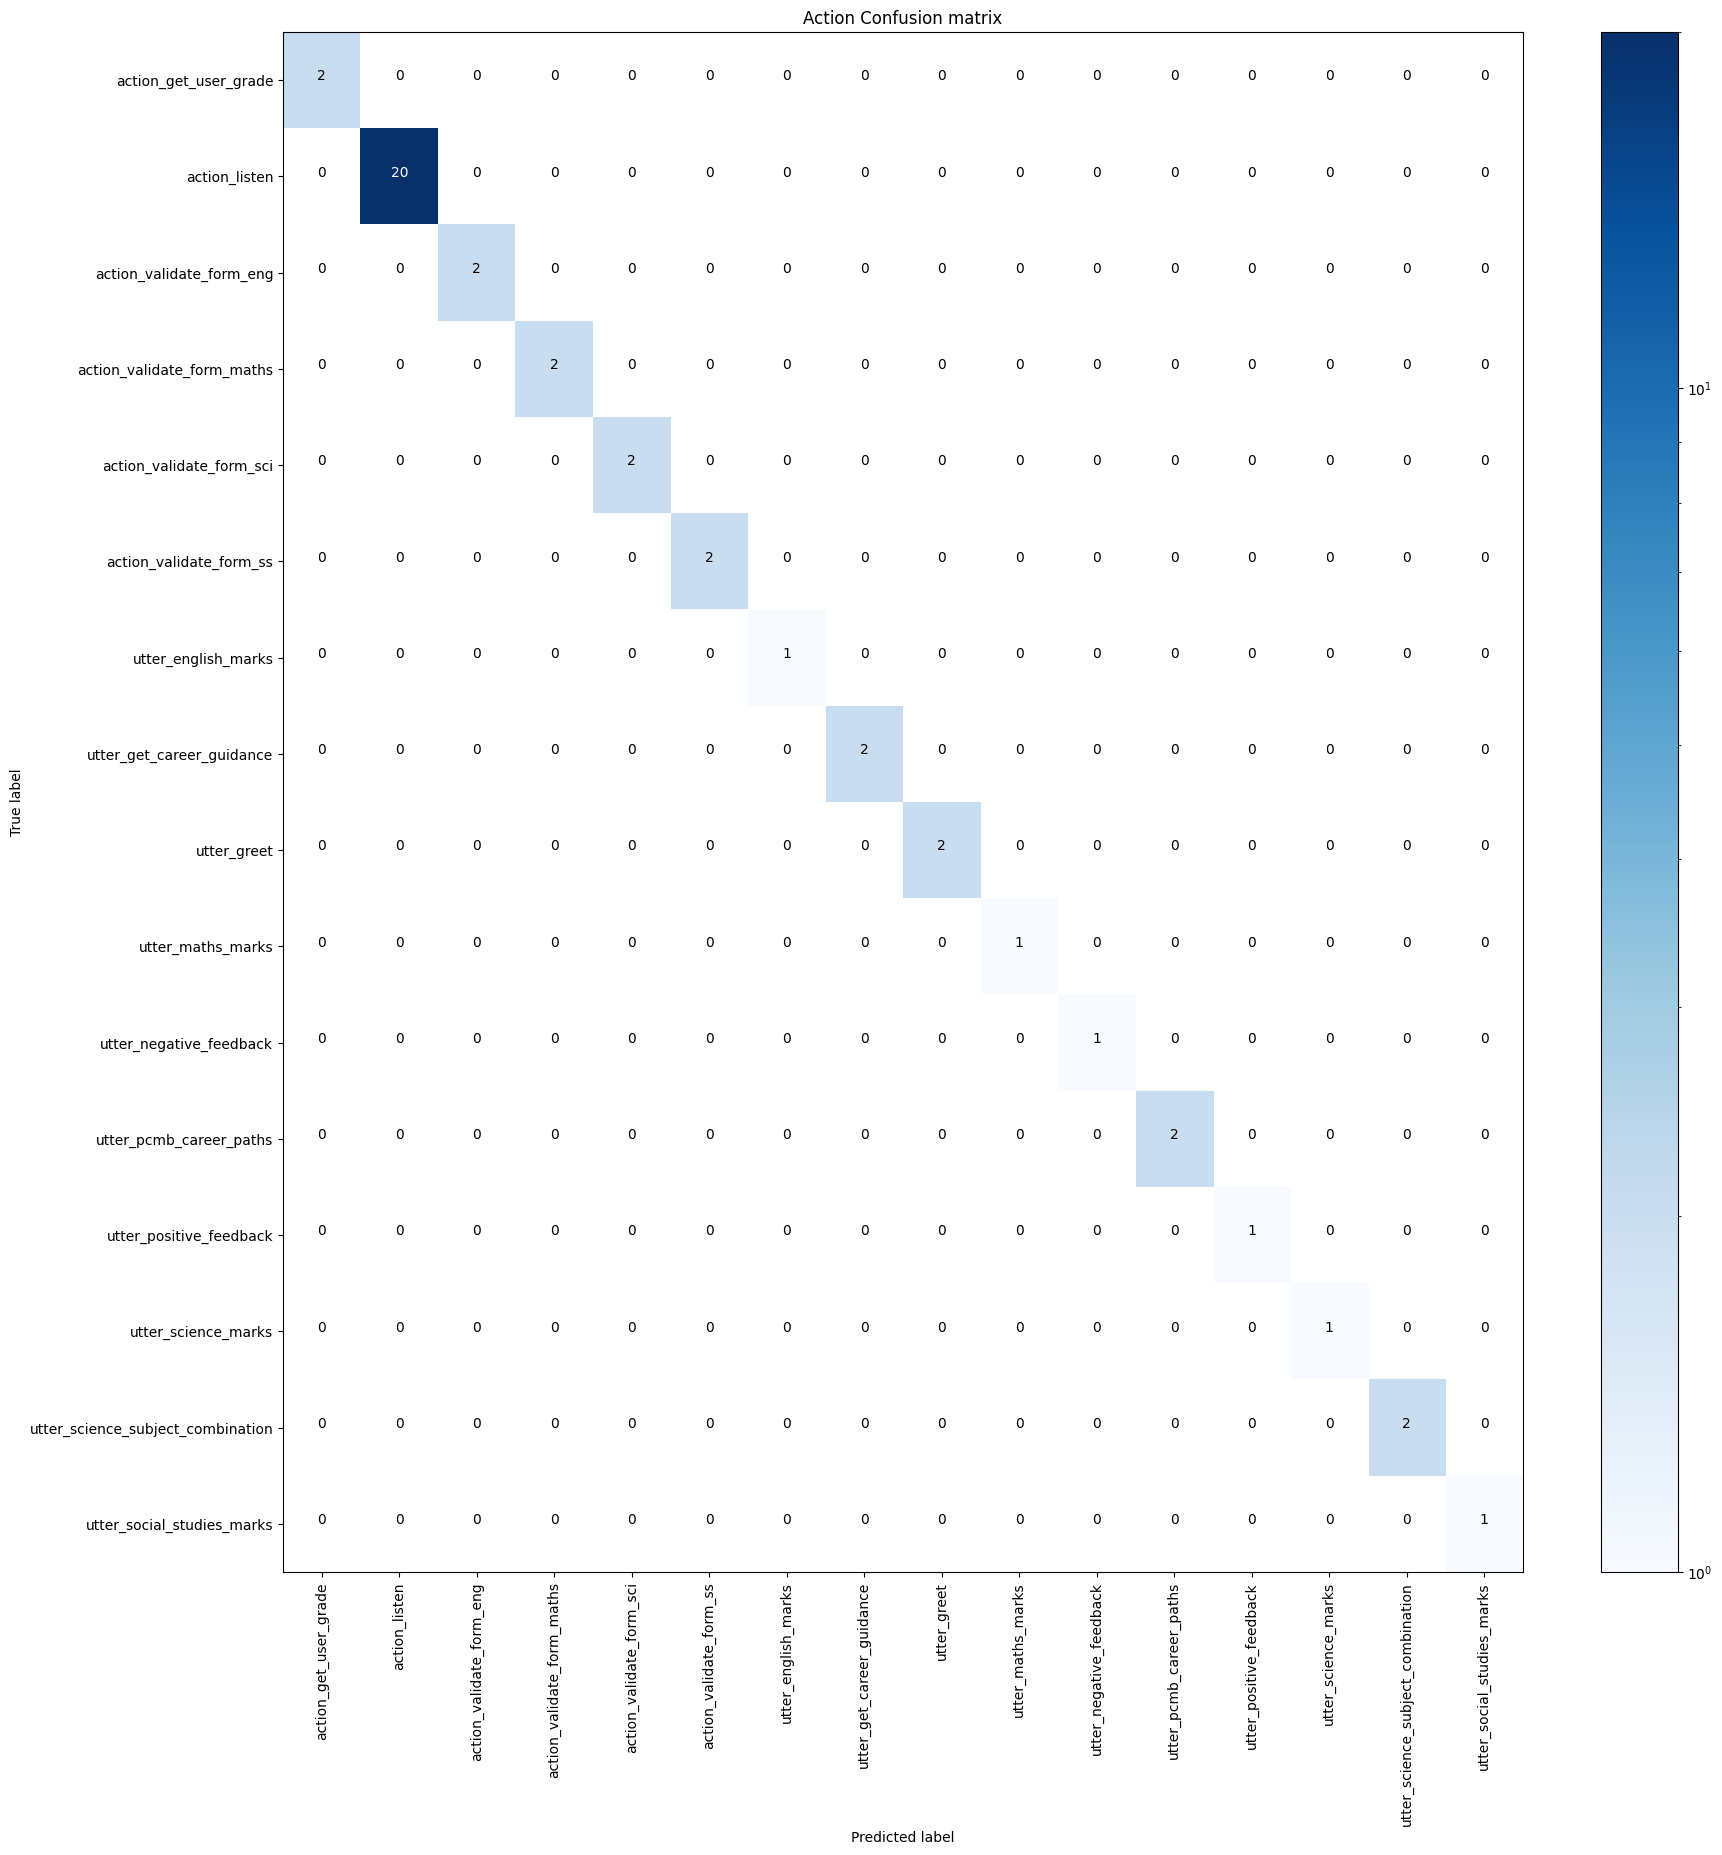 Action Confusion matrix
True label
action_get_user_grade 2 0 0 0 0 0 0 0 0 0 0 0 0 0 0 0
action_listen 0 20 0 0 0 0 0 0 0 0 0 0 0 0 0 0
action_validate_form_eng 0 0 2 0 0 0 0 0 0 0 0 0 0 0 0 0
action_validate_form_maths 0 0 0 2 0 0 0 0 0 0 0 0 0 0 0 0
action_validate_form_sci 0 0 0 0 2 0 0 0 0 0 0 0 0 0 0 0
action_validate_form_ss 0 0 0 0 0 2 0 0 0 0 0 0 0 0 0 0
utter_english_marks 0 0 0 0 0 0 1 0 0 0 0 0 0 0 0 0
utter_get_career_guidance 0 0 0 0 0 0 0 2 0 0 0 0 0 0 0 0
utter_greet 0 0 0 0 0 0 0 0 2 0 0 0 0 0 0 0
utter_maths_marks 0 0 0 0 0 0 0 0 0 1 0 0 0 0 0 0
utter_negative_feedback 0 0 0 0 0 0 0 0 0 0 1 0 0 0 0 0
utter_pcmb_career_paths 0 0 0 0 0 0 0 0 0 0 0 2 0 0 0 0
utter_positive_feedback 0 0 0 0 0 0 0 0 0 0 0 0 1 0 0 0
utter_science_marks 0 0 0 0 0 0 0 0 0 0 0 0 0 1 0 0
utter_science_subject_combination 0 0 0 0 0 0 0 0 0 0 0 0 0 0 2 0
utter_social_studies_marks 0 0 0 0 0 0 0 0 0 0 0 0 0 0 0 1
action_get_user_grade
action_listen
action_validate_form_eng
action_validate_form_maths
action_validate_form_sci
action_validate_form_ss
utter_english_marks
utter_get_career_guidance
utter_greet
utter_maths_marks
utter_negative_feedback
utter_pcmb_career_paths
utter_positive_feedback
utter_science_marks
utter_science_subject_combination
utter_social_studies_marks
Predicted label
10¹
10⁰